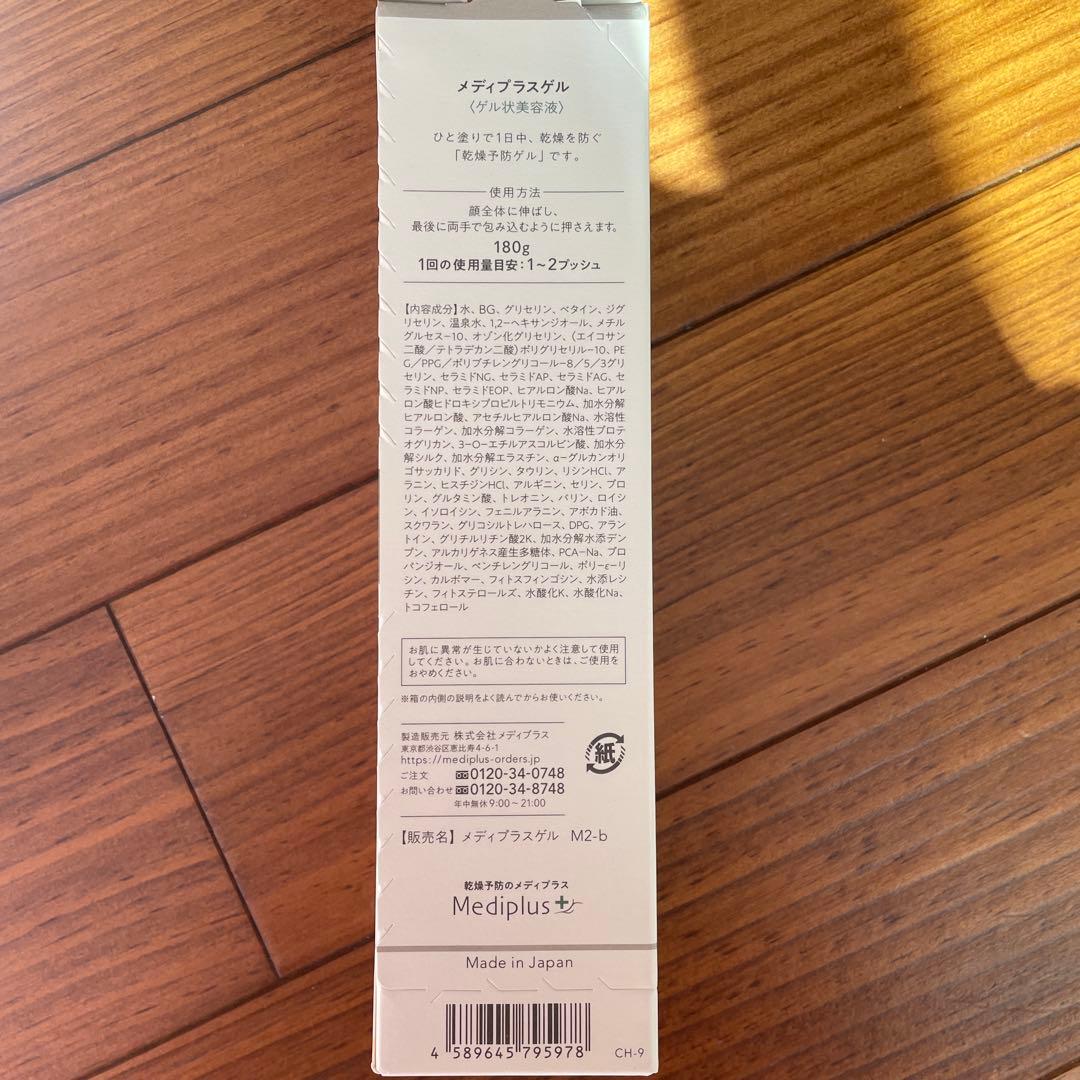 メディプラスゲル
〈ゲル状美容液〉
ひと塗りで1日中、乾燥を防ぐ
「乾燥予防ゲル」です。
使用方法
顔全体に伸ばし、
最後に両手で包み込むように押さえます。
180g
1回の使用量目安：1〜2プッシュ
【内容成分】水、BG、グリセリン、ベタイン、ジグ
リセリン、温泉水、1,2-ヘキサンジオール、メチル
グルセス-10、オゾン化グリセリン、(エイコサン
二酸／テトラデカン二酸)ポリグリセリル-10、PE
G／PPG／ポリブチレングリコール-8／5／3グリ
セリン、セラミドNG、セラミドAP、セラミドAG、セ
ラミドNP、セラミドEOP、ヒアルロン酸Na、ヒアル
ロン酸ヒドロキシプロピルトリモニウム、加水分解
ヒアルロン酸、アセチルヒアルロン酸Na、水溶性
コラーゲン、加水分解コラーゲン、水溶性プロテ
オグリカン、3-O-エチルアスコルビン酸、加水分
解シルク、加水分解エラスチン、α-グルカンオリ
ゴサッカリド、グリシン、タウリン、リシンHCl、ア
ラニン、ヒスチジンHCl、アルギニン、セリン、プロ
リン、グルタミン酸、トレオニン、バリン、ロイシ
ン、イソロイシン、フェニルアラニン、アボカド油、
スクワラン、グリコシルトレハロース、DPG、アラン
トイン、グリチルリチン酸2K、加水分解水添デン
プン、アルカリゲネス産生多糖体、PCA-Na、プロ
パンジオール、ペンチレングリコール、ポリ-ε-リ
シン、カルボマー、フィトスフィンゴシン、水添レシ
チン、フィトステロールズ、水酸化K、水酸化Na、
トコフェロール
お肌に異常が生じていないかよく注意して使用
してください。お肌に合わないときは、ご使用を
おやめください。
※箱の内側の説明をよく読んでからお使いください。
製造販売元 株式会社メディプラス
東京都渋谷区恵比寿4-6-1
https://mediplus-orders.jp
ご注文 0120-34-0748
お問い合わせ 0120-34-8748
年中無休9:00〜21:00
紙
【販売名】メディプラスゲル M2-b
乾燥予防のメディプラス
Mediplus+
Made in Japan
4 589645 795978
CH-9